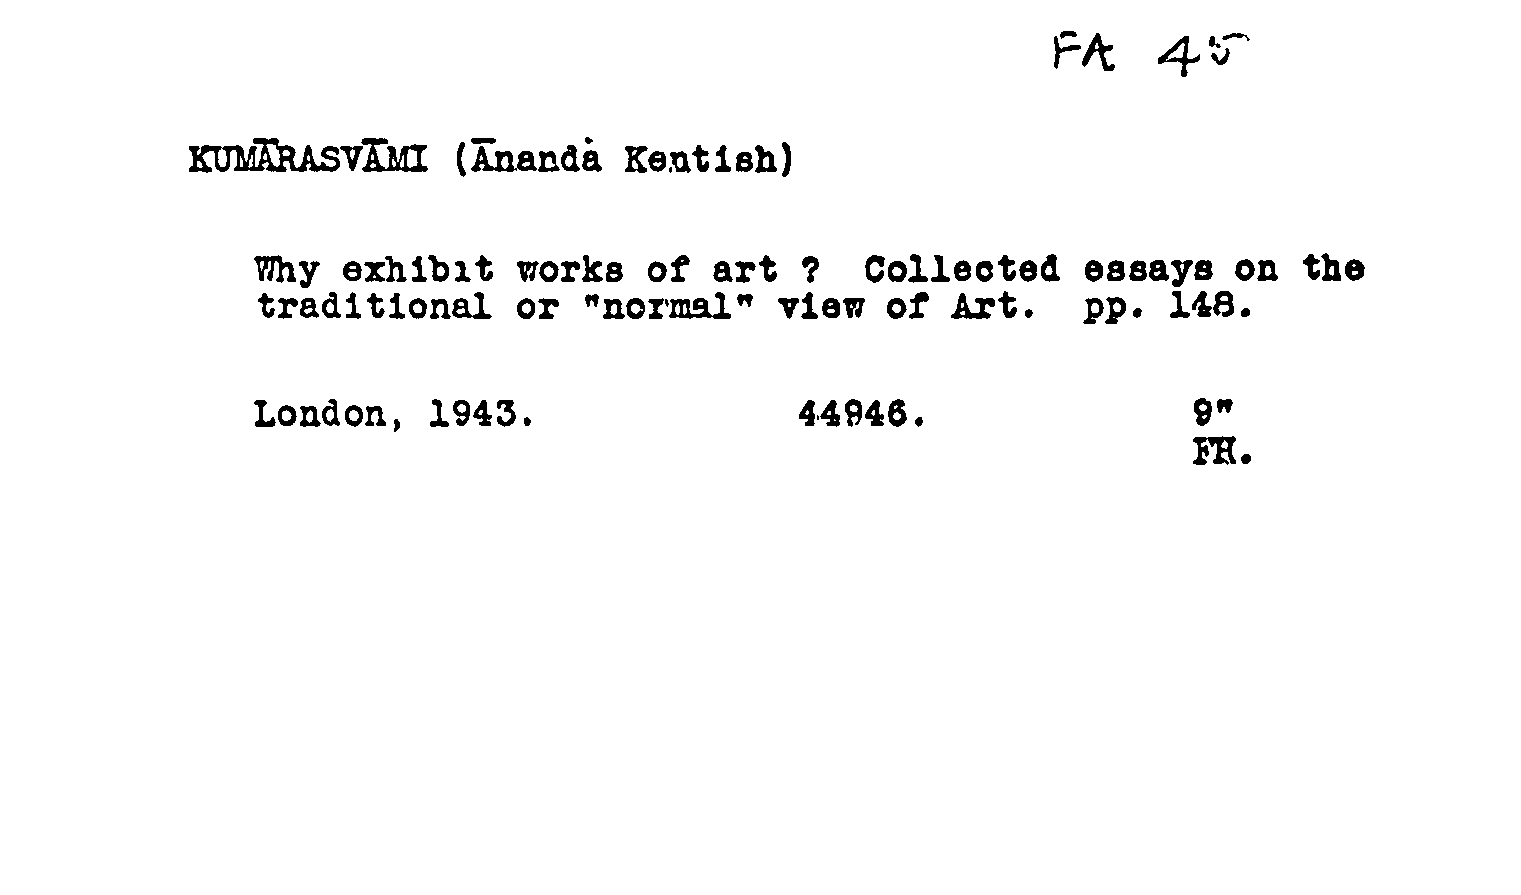 FA 45
KUMĀRASVĀMI (Ānanda Kentish)
Why exhibit works of art ? Collected essays on the
traditional or "normal" view of Art. pp. 148.
London, 1943. 44946. 9"
FH.